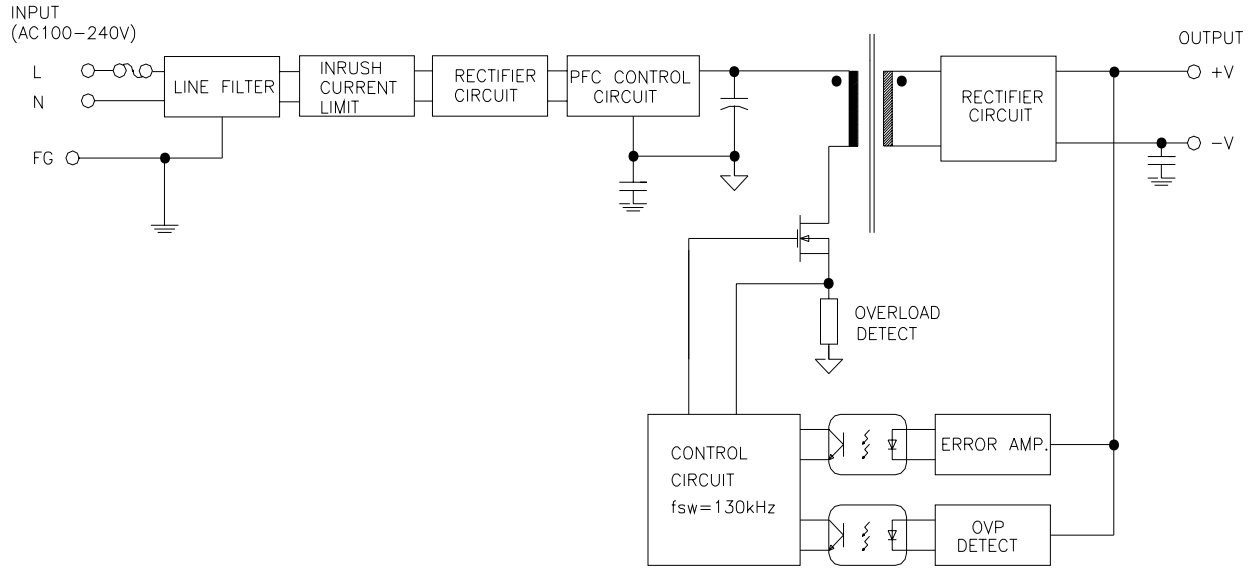 INPUT
(AC100-240V)
OUTPUT
L
N
FG
LINE FILTER
INRUSH
CURRENT
LIMIT
RECTIFIER
CIRCUIT
PFC CONTROL
CIRCUIT
RECTIFIER
CIRCUIT
+V
-V
OVERLOAD
DETECT
CONTROL
CIRCUIT
fsw=130kHz
ERROR AMP.
OVP
DETECT